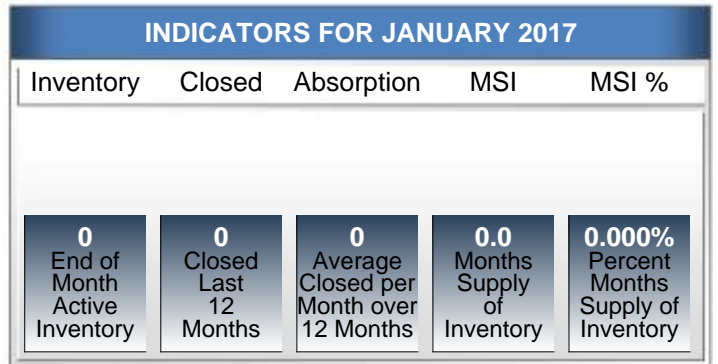 INDICATORS FOR JANUARY 2017
Inventory Closed Absorption MSI MSI %
0
End of
Month
Active
Inventory
0
Closed
Last
12
Months
0
Average
Closed per
Month over
12 Months
0.0
Months
Supply
of
Inventory
0.000%
Percent
Months
Supply of
Inventory